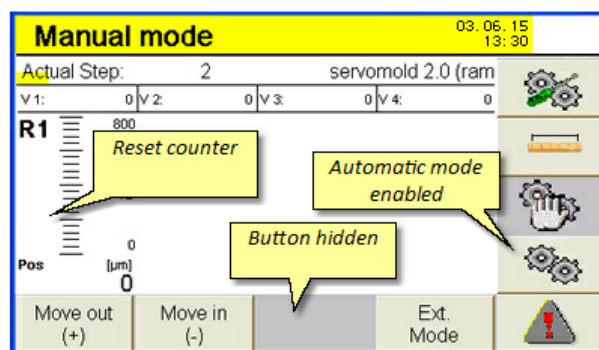 Manual mode
03. 06. 15
13: 30
Actual Step: 2 servomold 2.0 (ram
V 1: 0 V 2: 0 V 3: 0 V 4: 0
R1
800
Reset counter
Automatic mode
enabled
Button hidden
0
Pos [µm]
0
Move out
(+)
Move in
(-)
Ext.
Mode